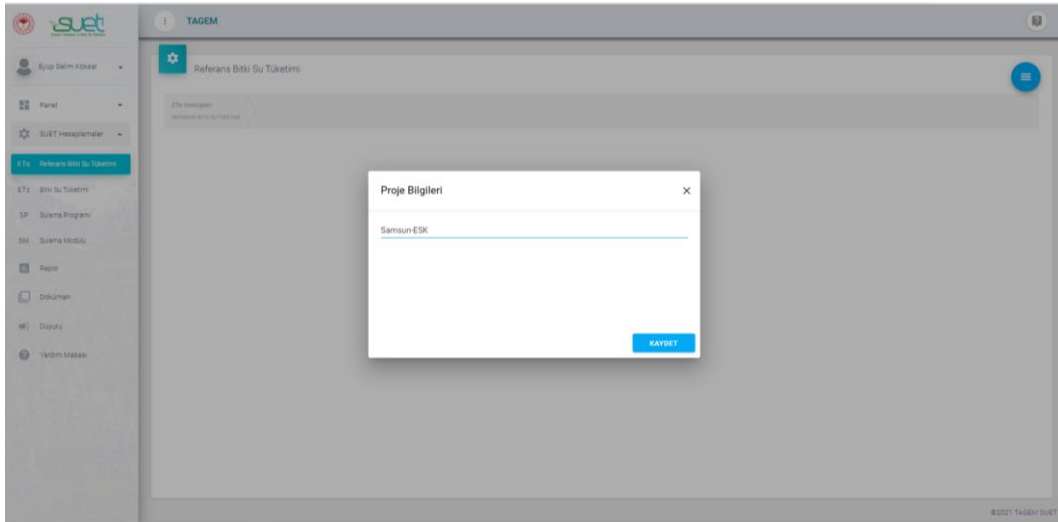 suet
TAGEM
Eyüp Selim Köksal
Referans Bitki Su Tüketimi
Panel
SUET Hesaplamalar
ETo Referans Bitki Su Tüketimi
ETc Bitki Su Tüketimi
SP Sulama Programı
SM Sulama Modülü
Rapor
Doküman
Duyuru
Yardım Masası
Proje Bilgileri
Samsun-ESK
KAYDET
©2021 TAGEM SUET